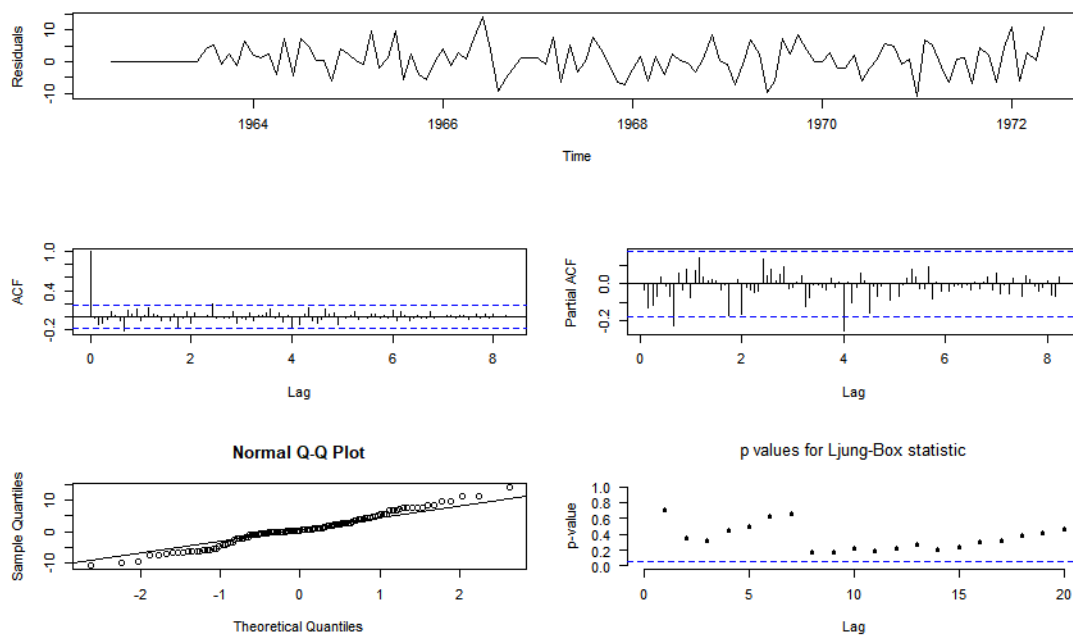 Residuals
10
0
-10
1964 1966 1968 1970 1972
Time
ACF
1.0
0.4
-0.2
0 2 4 6 8
Lag
Partial ACF
0.0
-0.2
0 2 4 6 8
Lag
Normal Q-Q Plot
Sample Quantiles
10
0
-10
-2 -1 0 1 2
Theoretical Quantiles
p values for Ljung-Box statistic
p-value
1.0
0.8
0.6
0.4
0.2
0.0
0 5 10 15 20
Lag